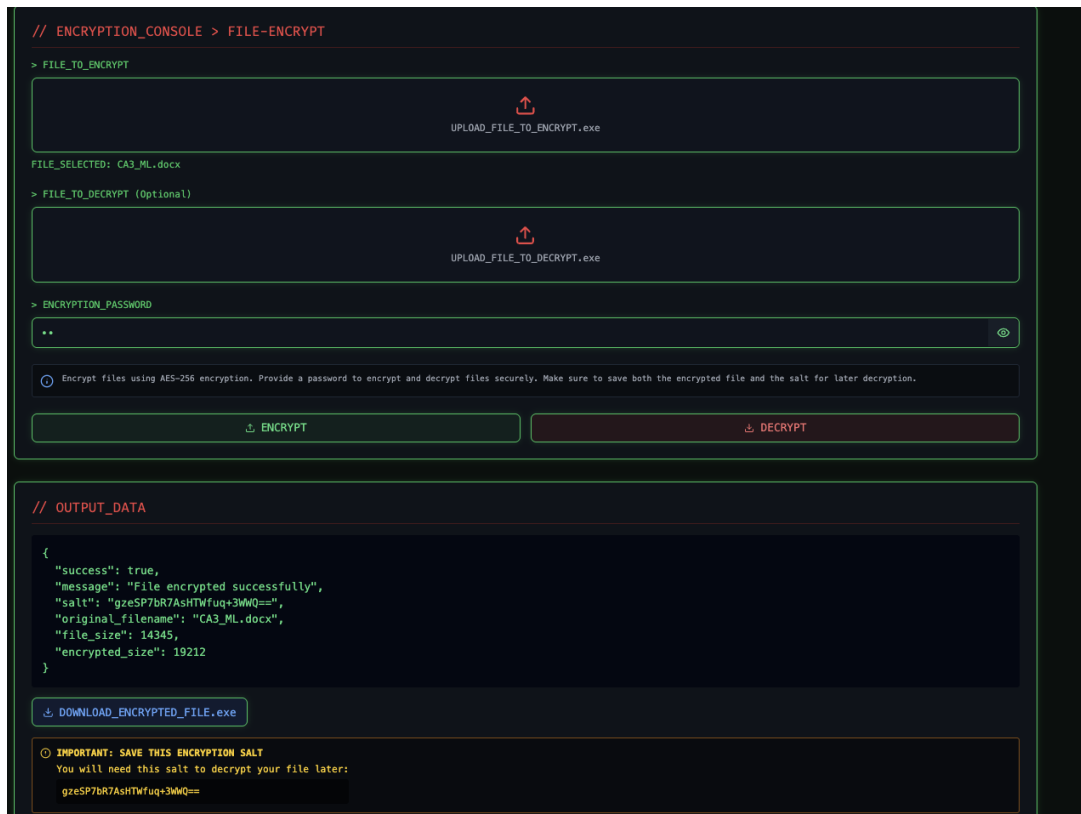 // ENCRYPTION_CONSOLE > FILE-ENCRYPT
> FILE_TO_ENCRYPT
UPLOAD_FILE_TO_ENCRYPT.exe
FILE_SELECTED: CA3_ML.docx
> FILE_TO_DECRYPT (Optional)
UPLOAD_FILE_TO_DECRYPT.exe
> ENCRYPTION_PASSWORD
••
Encrypt files using AES-256 encryption. Provide a password to encrypt and decrypt files securely. Make sure to save both the encrypted file and the salt for later decryption.
ENCRYPT
DECRYPT
// OUTPUT_DATA
{
"success": true,
"message": "File encrypted successfully",
"salt": "gzeSP7bR7AsHTWfuq+3WWQ==",
"original_filename": "CA3_ML.docx",
"file_size": 14345,
"encrypted_size": 19212
}
DOWNLOAD_ENCRYPTED_FILE.exe
IMPORTANT: SAVE THIS ENCRYPTION SALT
You will need this salt to decrypt your file later:
gzeSP7bR7AsHTWfuq+3WWQ==